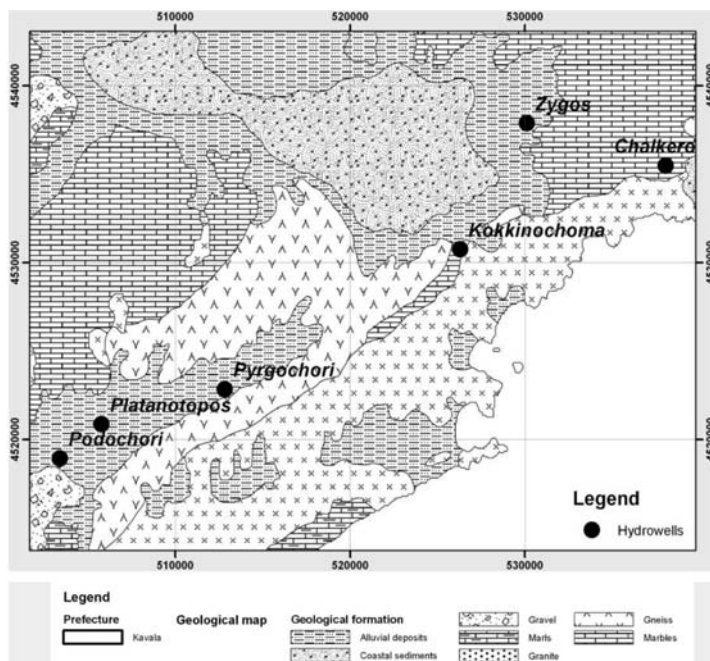 510000 520000 530000
4540000 4540000
Zygos
Chalkero
Kokkinochoma
4530000 4530000
Pyrgochori
Platanotopos
Podochori
4520000 4520000
Legend
Hydrowells
510000 520000 530000
Legend
Prefecture
Kavala
Geological map
Geological formation
Alluvial deposits
Coastal sediments
Gravel
Marls
Granite
Gneiss
Marbles